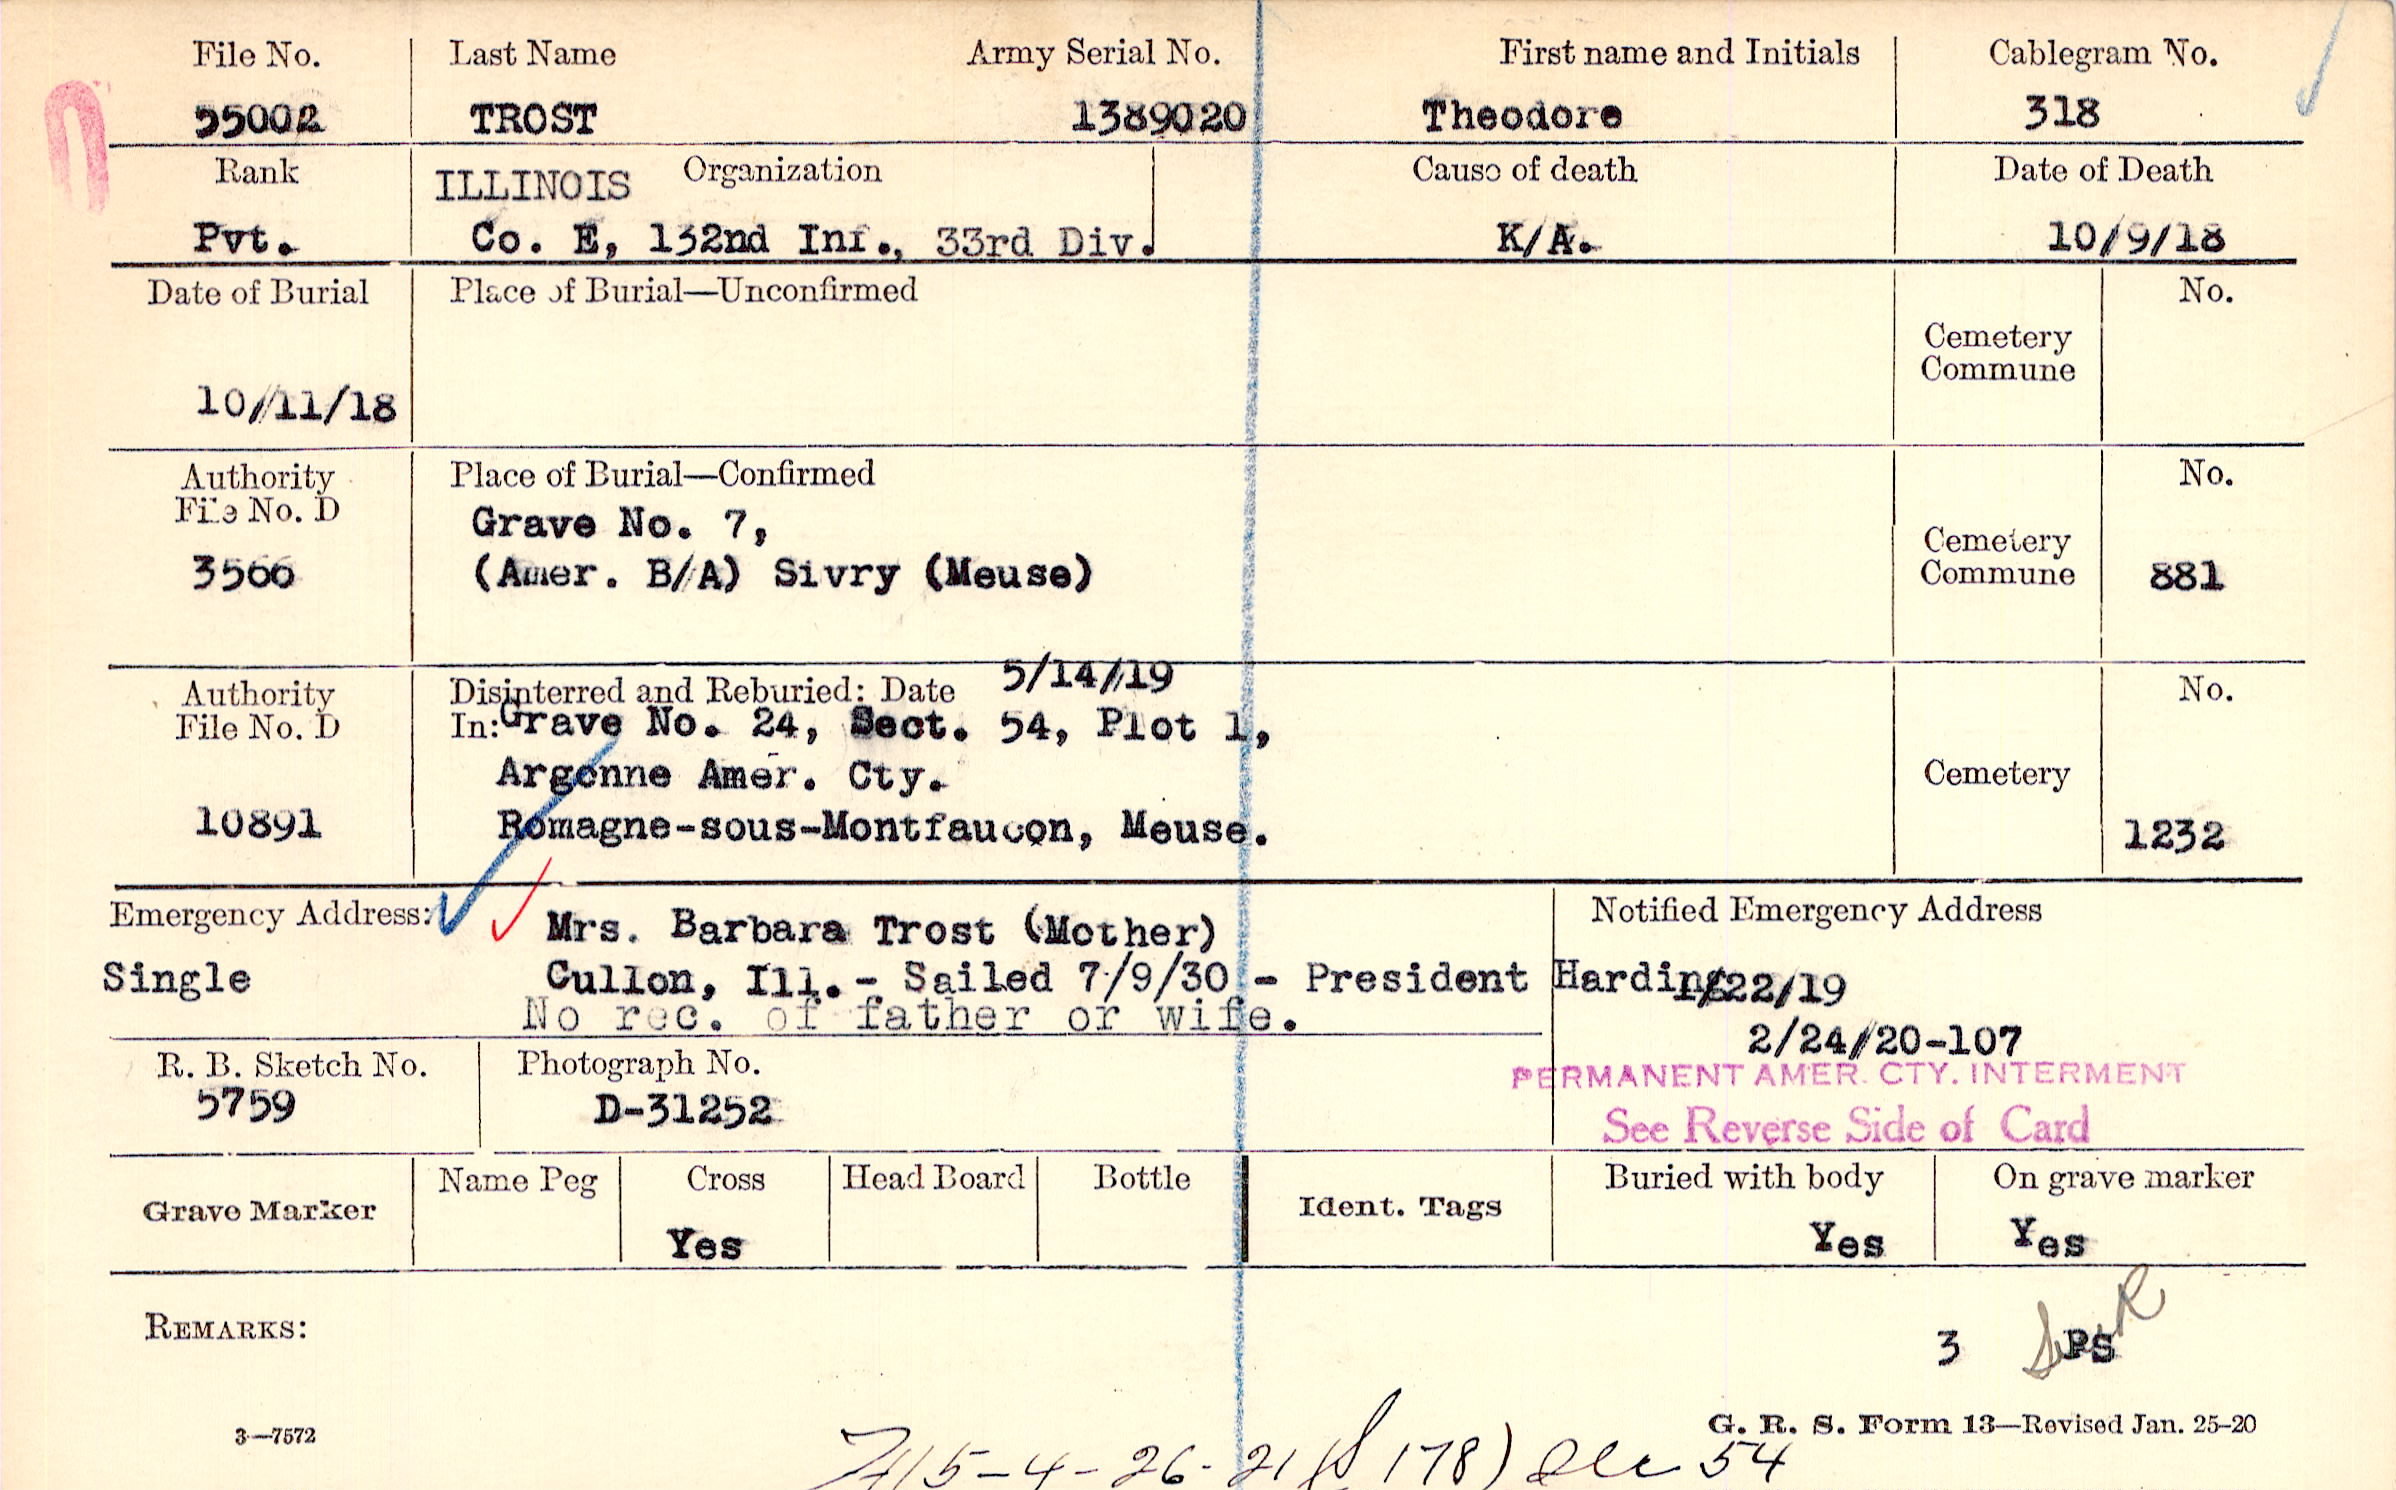 File No. Last Name Army Serial No. First name and Initials Cablegram No.
55002 TROST 1389020 Theodore 318
Rank ILLINOIS Organization Cause of death Date of Death
Pvt. Co. E, 132nd Inf., 33rd Div. K/A. 10/9/18
Date of Burial Place of Burial—Unconfirmed No.
Cemetery
Commune
10/11/18
Authority Place of Burial—Confirmed No.
File No. D Grave No. 7,
Cemetery
3566 (Amer. B/A) Sivry (Meuse) Commune 881
5/14/19
Authority Disinterred and Reburied: Date No.
File No. D In: Grave No. 24, Sect. 54, Plot 1,
Argonne Amer. Cty. Cemetery
10891 Romagne-sous-Montfaucon, Meuse. 1232
Emergency Address: Mrs. Barbara Trost (Mother) Notified Emergency Address
Single Cullon, Ill. - Sailed 7/9/30 - President Harding 1/22/19
No rec. of father or wife.
2/24/20-107
R. B. Sketch No. Photograph No. PERMANENT AMER. CTY. INTERMENT
5759 D-31252 See Reverse Side of Card
Grave Marker Name Peg Cross Head Board Bottle Ident. Tags Buried with body On grave marker
Yes Yes Yes
REMARKS: 3 PS
3—7572 G. R. S. Form 13—Revised Jan. 25-20
5-4-26-21 178) 54